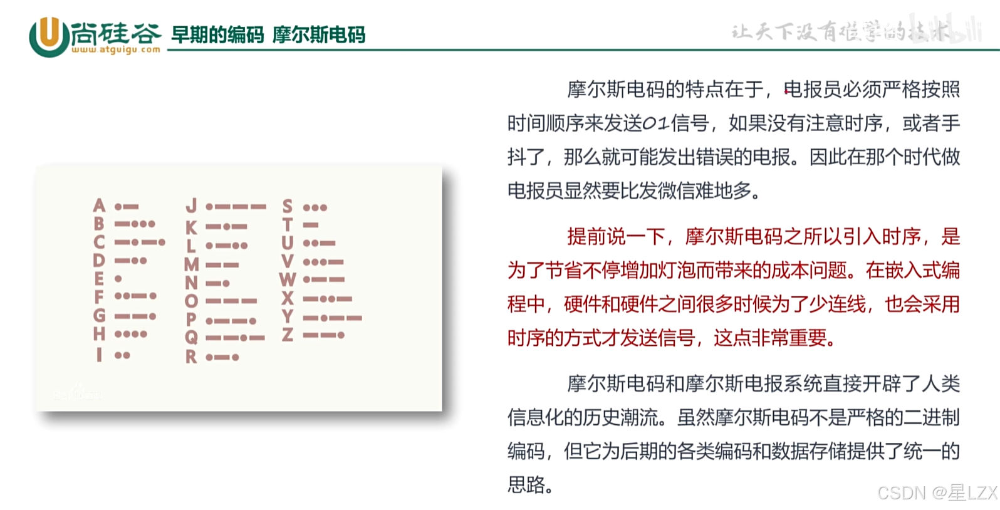 尚硅谷
www.atguigu.com
早期的编码 摩尔斯电码
让天下没有难学的技术
bilibili
A ●—
B —●●●
C —●—●
D —●●
E ●
F ●●—●
G ——●
H ●●●●
I ●●
J ●———
K —●—
L ●—●●
M ——
N —●
O ———
P ●——●
Q ——●—
R ●—●
S ●●●
T —
U ●●—
V ●●●—
W ●——
X —●●—
Y —●——
Z ——●
摩尔斯电码的特点在于，电报员必须严格按照
时间顺序来发送01信号，如果没有注意时序，或者手
抖了，那么就可能发出错误的电报。因此在那个时代做
电报员显然要比发微信难地多。
提前说一下，摩尔斯电码之所以引入时序，是
为了节省不停增加灯泡而带来的成本问题。在嵌入式编
程中，硬件和硬件之间很多时候为了少连线，也会采用
时序的方式才发送信号，这点非常重要。
摩尔斯电码和摩尔斯电报系统直接开辟了人类
信息化的历史潮流。虽然摩尔斯电码不是严格的二进制
编码，但它为后期的各类编码和数据存储提供了统一的
思路。
CSDN @星LZX